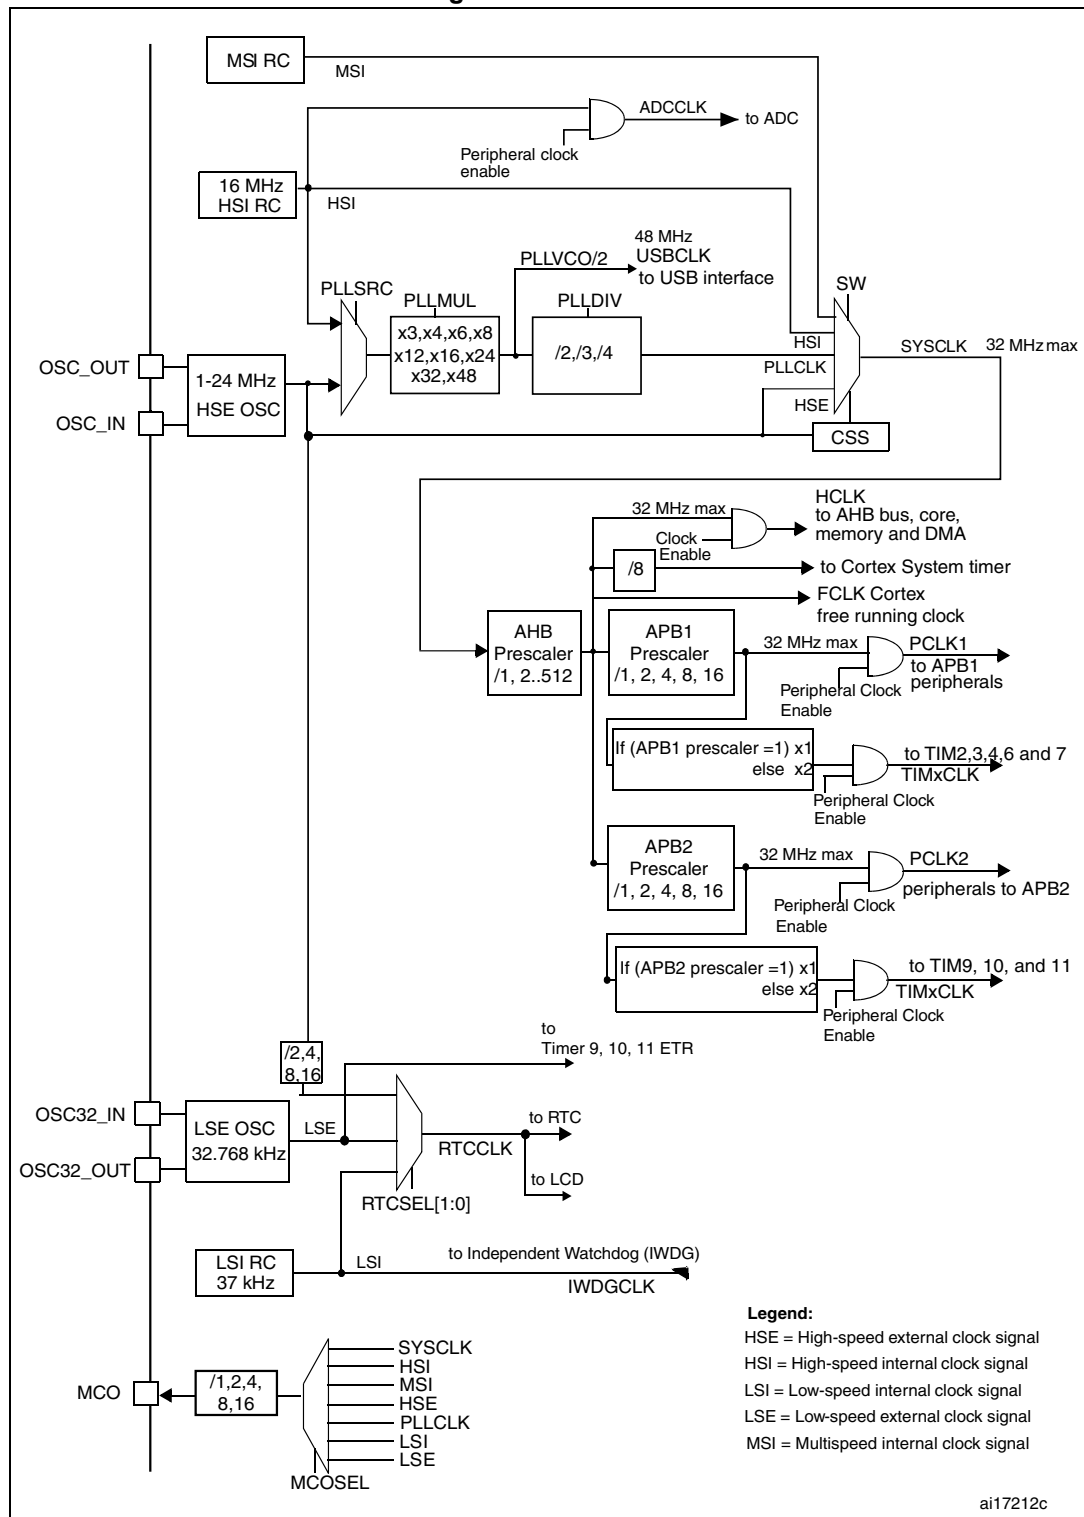 MSI RC
MSI
ADCCLK
to ADC
Peripheral clock
enable
16 MHz
HSI RC
HSI
48 MHz
USBCLK
to USB interface
PLLVCO/2
PLLSRC
PLLMUL
PLLDIV
SW
x3,x4,x6,x8
x12,x16,x24
x32,x48
/2,/3,/4
HSI
PLLCLK
HSE
SYSCLK
32 MHz max
OSC_OUT
OSC_IN
1-24 MHz
HSE OSC
CSS
32 MHz max
HCLK
to AHB bus, core,
memory and DMA
Clock
Enable
/8
to Cortex System timer
FCLK Cortex
free running clock
AHB
Prescaler
/1, 2..512
APB1
Prescaler
/1, 2, 4, 8, 16
32 MHz max
PCLK1
to APB1
peripherals
Peripheral Clock
Enable
If (APB1 prescaler =1) x1
else x2
to TIM2,3,4,6 and 7
TIMxCLK
Peripheral Clock
Enable
APB2
Prescaler
/1, 2, 4, 8, 16
32 MHz max
PCLK2
peripherals to APB2
Peripheral Clock
Enable
If (APB2 prescaler =1) x1
else x2
to TIM9, 10, and 11
TIMxCLK
Peripheral Clock
Enable
to
Timer 9, 10, 11 ETR
/2,4,
8,16
OSC32_IN
OSC32_OUT
LSE OSC
32.768 kHz
LSE
to RTC
RTCCLK
to LCD
RTCSEL[1:0]
LSI RC
37 kHz
LSI
to Independent Watchdog (IWDG)
IWDGCLK
MCO
/1,2,4,
8,16
SYSCLK
HSI
MSI
HSE
PLLCLK
LSI
LSE
MCOSEL
Legend:
HSE = High-speed external clock signal
HSI = High-speed internal clock signal
LSI = Low-speed internal clock signal
LSE = Low-speed external clock signal
MSI = Multispeed internal clock signal
ai17212c